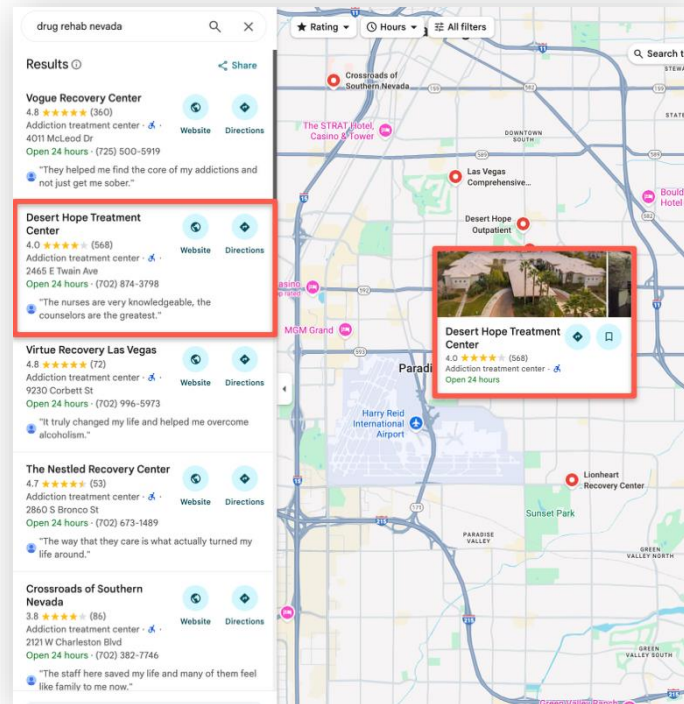 drug rehab nevada
Rating
Hours
All filters
Search t
Results
Share
Vogue Recovery Center
4.8 (360)
Addiction treatment center ·
4011 McLeod Dr
Open 24 hours · (725) 500-5919
Website
Directions
"They helped me find the core of my addictions and
not just get me sober."
Desert Hope Treatment
Center
4.0 (568)
Addiction treatment center ·
2465 E Twain Ave
Open 24 hours · (702) 874-3798
Website
Directions
"The nurses are very knowledgeable, the
counselors are the greatest."
Virtue Recovery Las Vegas
4.8 (72)
Addiction treatment center ·
9230 Corbett St
Open 24 hours · (702) 996-5973
Website
Directions
"It truly changed my life and helped me overcome
alcoholism."
The Nestled Recovery Center
4.7 (53)
Addiction treatment center ·
2860 S Bronco St
Open 24 hours · (702) 673-1489
Website
Directions
"The way that they care is what actually turned my
life around."
Crossroads of Southern
Nevada
3.8 (86)
Addiction treatment center ·
2121 W Charleston Blvd
Open 24 hours · (702) 382-7746
Website
Directions
"The staff here saved my life and many of them feel
like family to me now."
Crossroads of
Southern Nevada
The STRAT Hotel,
Casino & Tower
DOWNTOWN
SOUTH
Las Vegas
Comprehensive...
Desert Hope
Outpatient
Bould
Hotel
MGM Grand
Desert Hope Treatment
Center
4.0 (568)
Addiction treatment center ·
Open 24 hours
Paradi
Harry Reid
International
Airport
Lionheart
Recovery Center
Sunset Park
PARADISE
VALLEY
GREEN
VALLEY NORTH
GREEN
VALLEY SOUTH
15
11
582
589
592
593
171
215